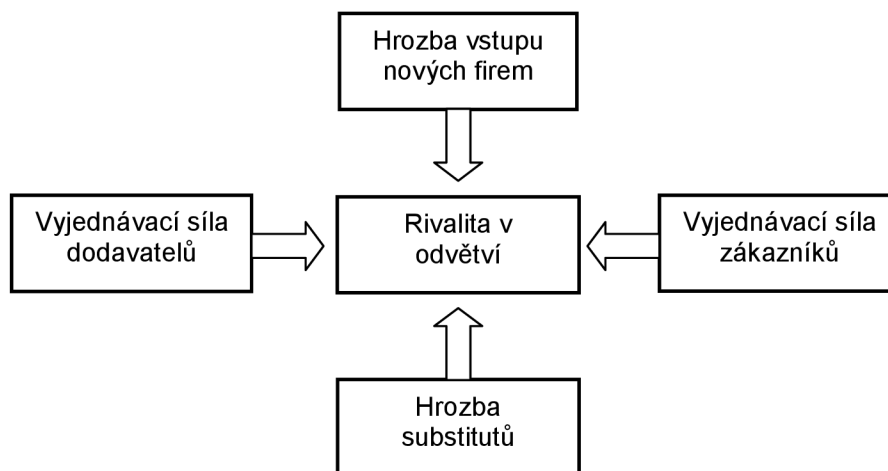 Hrozba vstupu
nových firem
Vyjednávací síla
dodavatelů
Rivalita v
odvětví
Vyjednávací síla
zákazníků
Hrozba
substitutů